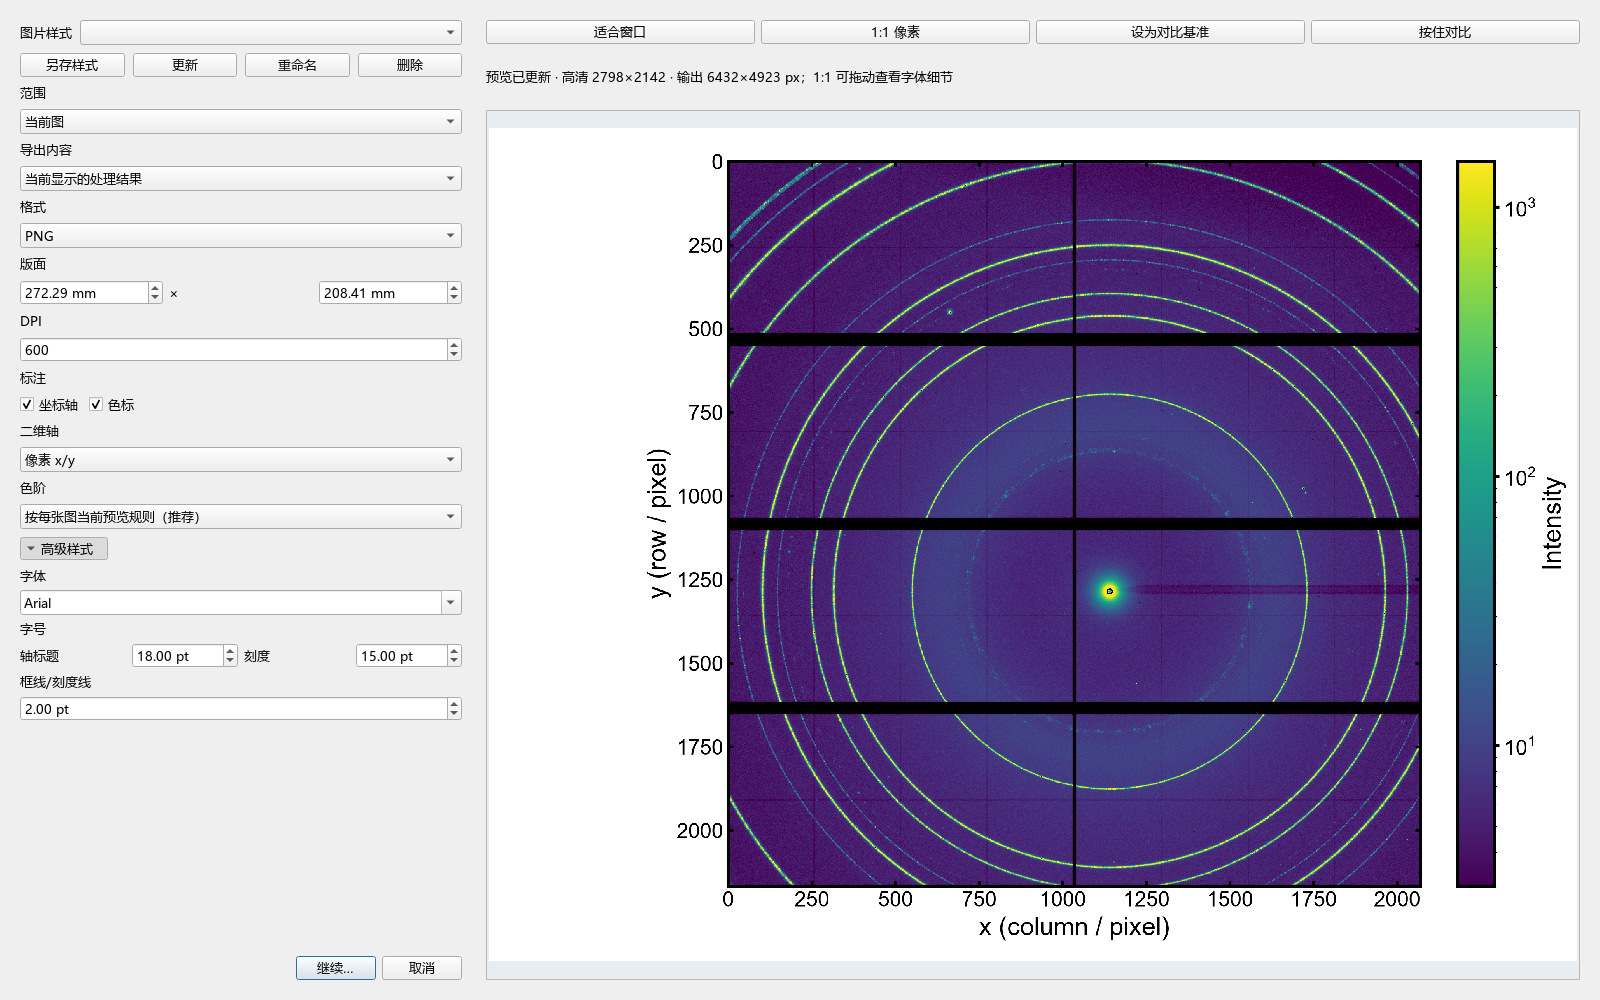 图片样式
另存样式 更新 重命名 删除
范围
当前图
导出内容
当前显示的处理结果
格式
PNG
版面
272.29 mm × 208.41 mm
DPI
600
标注
坐标轴 色标
二维轴
像素 x/y
色阶
按每张图当前预览规则（推荐）
高级样式
字体
Arial
字号
轴标题 18.00 pt 刻度 15.00 pt
框线/刻度线
2.00 pt
继续... 取消
适合窗口 1:1 像素 设为对比基准 按住对比
预览已更新 · 高清 2798×2142 · 输出 6432×4923 px；1:1 可拖动查看字体细节
0
250
500
750
1000
1250
1500
1750
2000
y (row / pixel)
0 250 500 750 1000 1250 1500 1750 2000
x (column / pixel)
10³
10²
10¹
Intensity